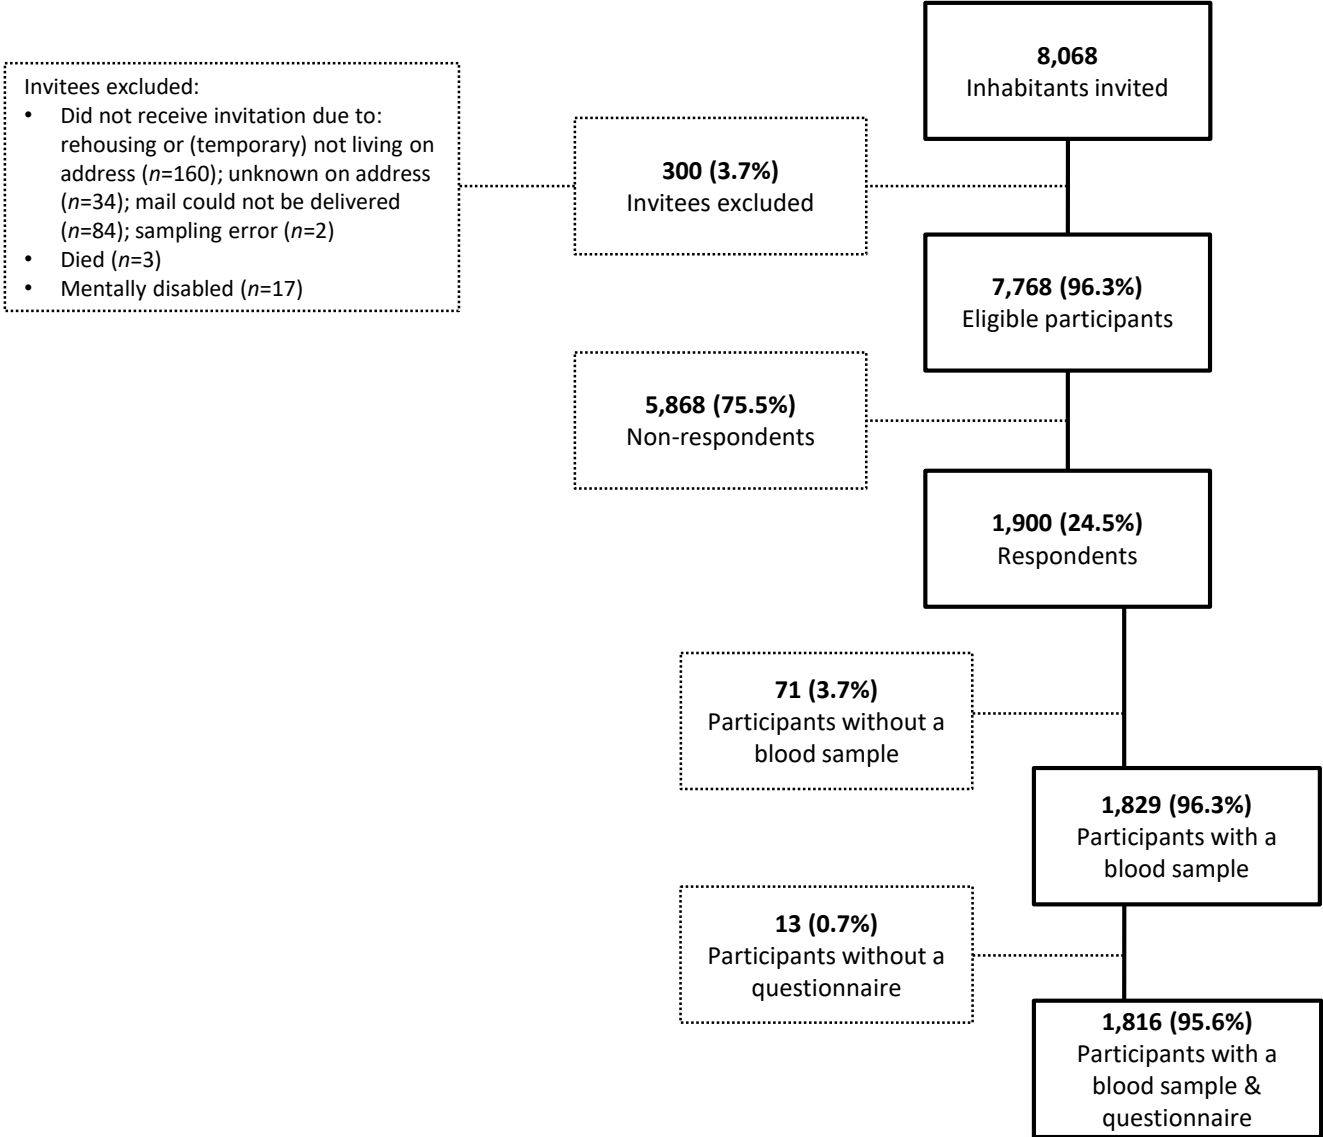 8,068
Inhabitants invited
Invitees excluded:
• Did not receive invitation due to:
rehousing or (temporary) not living on
address (n=160); unknown on address
(n=34); mail could not be delivered
(n=84); sampling error (n=2)
• Died (n=3)
• Mentally disabled (n=17)
300 (3.7%)
Invitees excluded
7,768 (96.3%)
Eligible participants
5,868 (75.5%)
Non-respondents
1,900 (24.5%)
Respondents
71 (3.7%)
Participants without a
blood sample
1,829 (96.3%)
Participants with a
blood sample
13 (0.7%)
Participants without a
questionnaire
1,816 (95.6%)
Participants with a
blood sample &
questionnaire